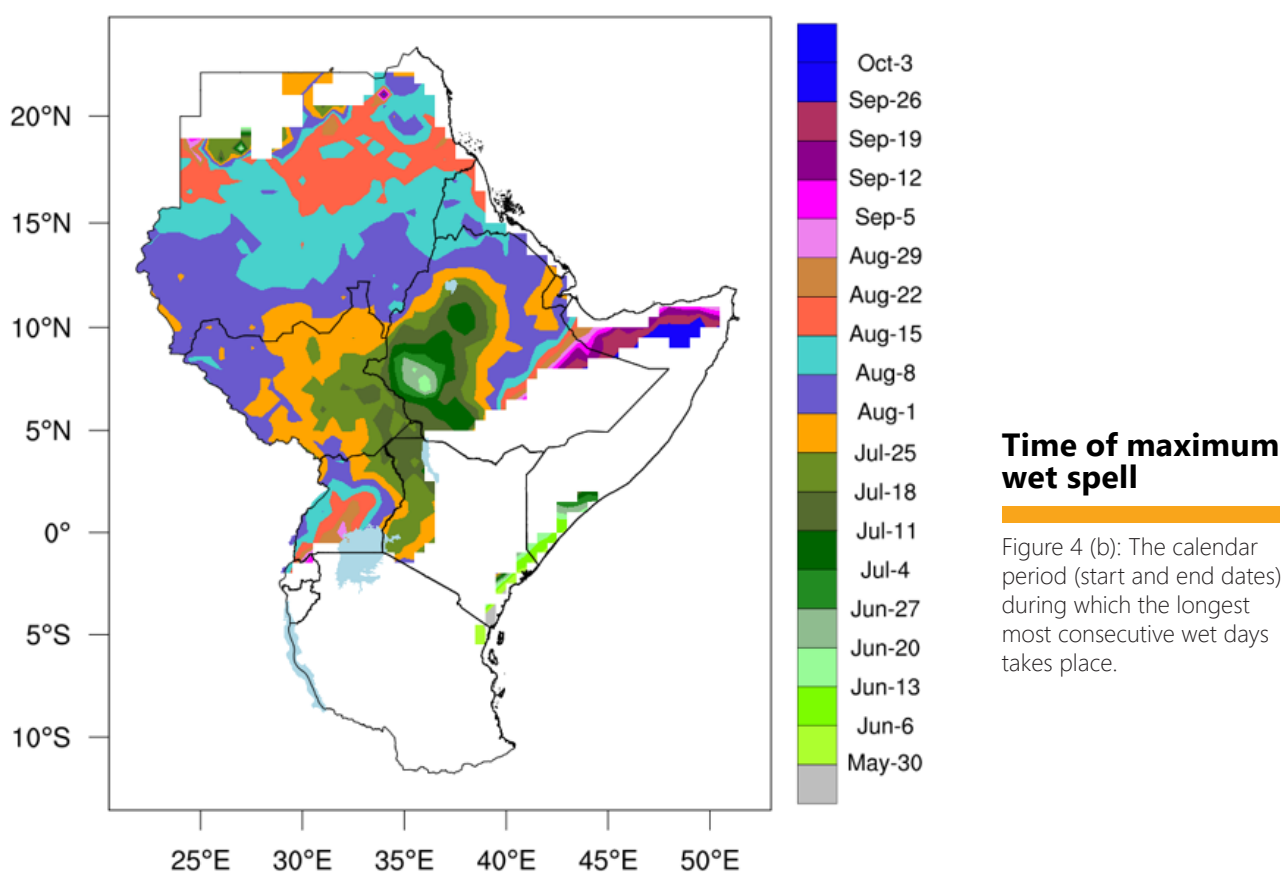 20°N
15°N
10°N
5°N
0°
5°S
10°S
25°E 30°E 35°E 40°E 45°E 50°E
Oct-3
Sep-26
Sep-19
Sep-12
Sep-5
Aug-29
Aug-22
Aug-15
Aug-8
Aug-1
Jul-25
Jul-18
Jul-11
Jul-4
Jun-27
Jun-20
Jun-13
Jun-6
May-30
Time of maximum
wet spell
Figure 4 (b): The calendar
period (start and end dates)
during which the longest
most consecutive wet days
takes place.